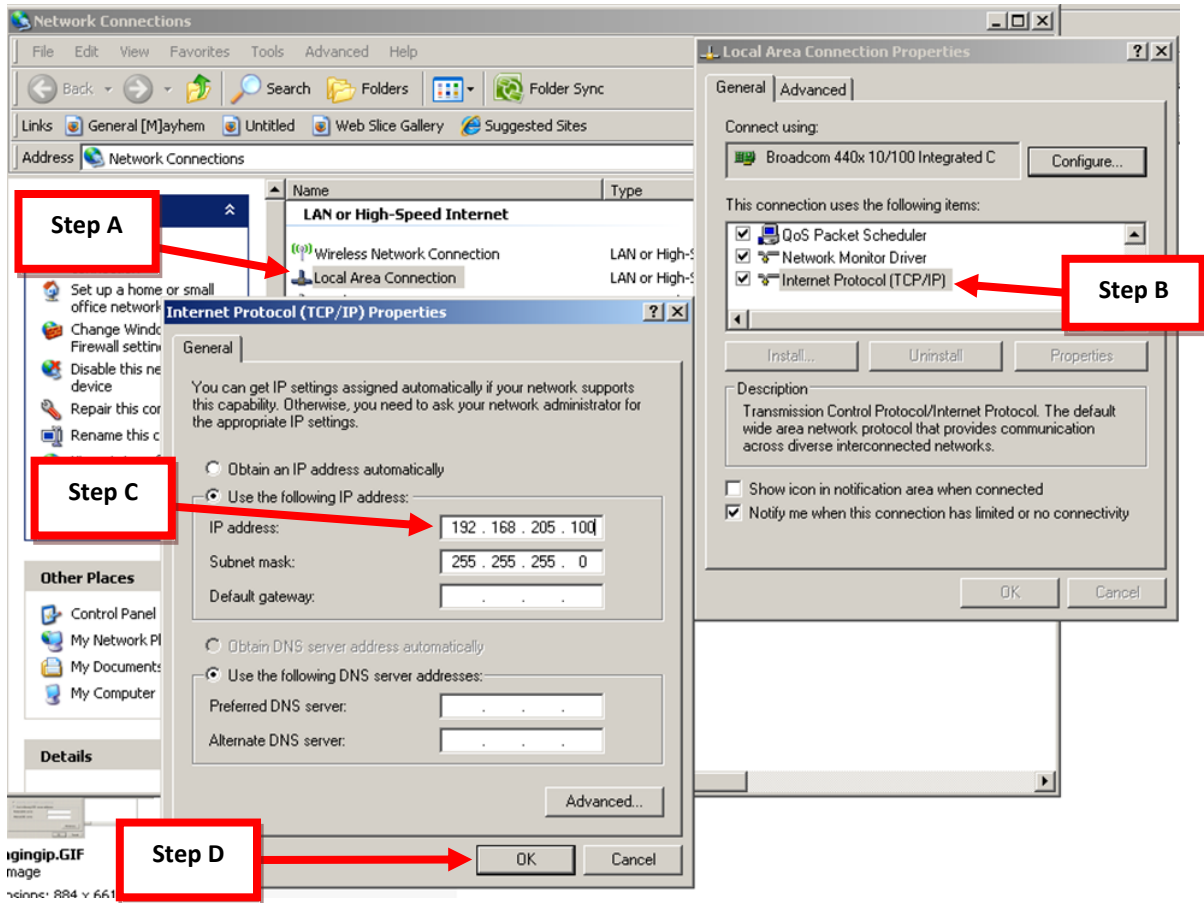 Network Connections
File Edit View Favorites Tools Advanced Help
Back Search Folders Folder Sync
Links General [M]ayhem Untitled Web Slice Gallery Suggested Sites
Address Network Connections
Name Type
LAN or High-Speed Internet
Wireless Network Connection LAN or High-S
Local Area Connection LAN or High-S
Step A
Set up a home or small
office network
Change Windo
Firewall settin
Disable this ne
device
Repair this con
Rename this c
Step C
Other Places
Control Panel
My Network Pl
My Documents
My Computer
Details
gingip.GIF
mage
nsions: 884 x 661
Step D
Internet Protocol (TCP/IP) Properties
General
You can get IP settings assigned automatically if your network supports
this capability. Otherwise, you need to ask your network administrator for
the appropriate IP settings.
Obtain an IP address automatically
Use the following IP address:
IP address: 192 . 168 . 205 . 100
Subnet mask: 255 . 255 . 255 . 0
Default gateway: . . .
Obtain DNS server address automatically
Use the following DNS server addresses:
Preferred DNS server: . . .
Alternate DNS server: . . .
Advanced...
OK Cancel
Local Area Connection Properties
General Advanced
Connect using:
Broadcom 440x 10/100 Integrated C Configure...
This connection uses the following items:
QoS Packet Scheduler
Network Monitor Driver
Internet Protocol (TCP/IP)
Step B
Install... Uninstall Properties
Description
Transmission Control Protocol/Internet Protocol. The default
wide area network protocol that provides communication
across diverse interconnected networks.
Show icon in notification area when connected
Notify me when this connection has limited or no connectivity
OK Cancel